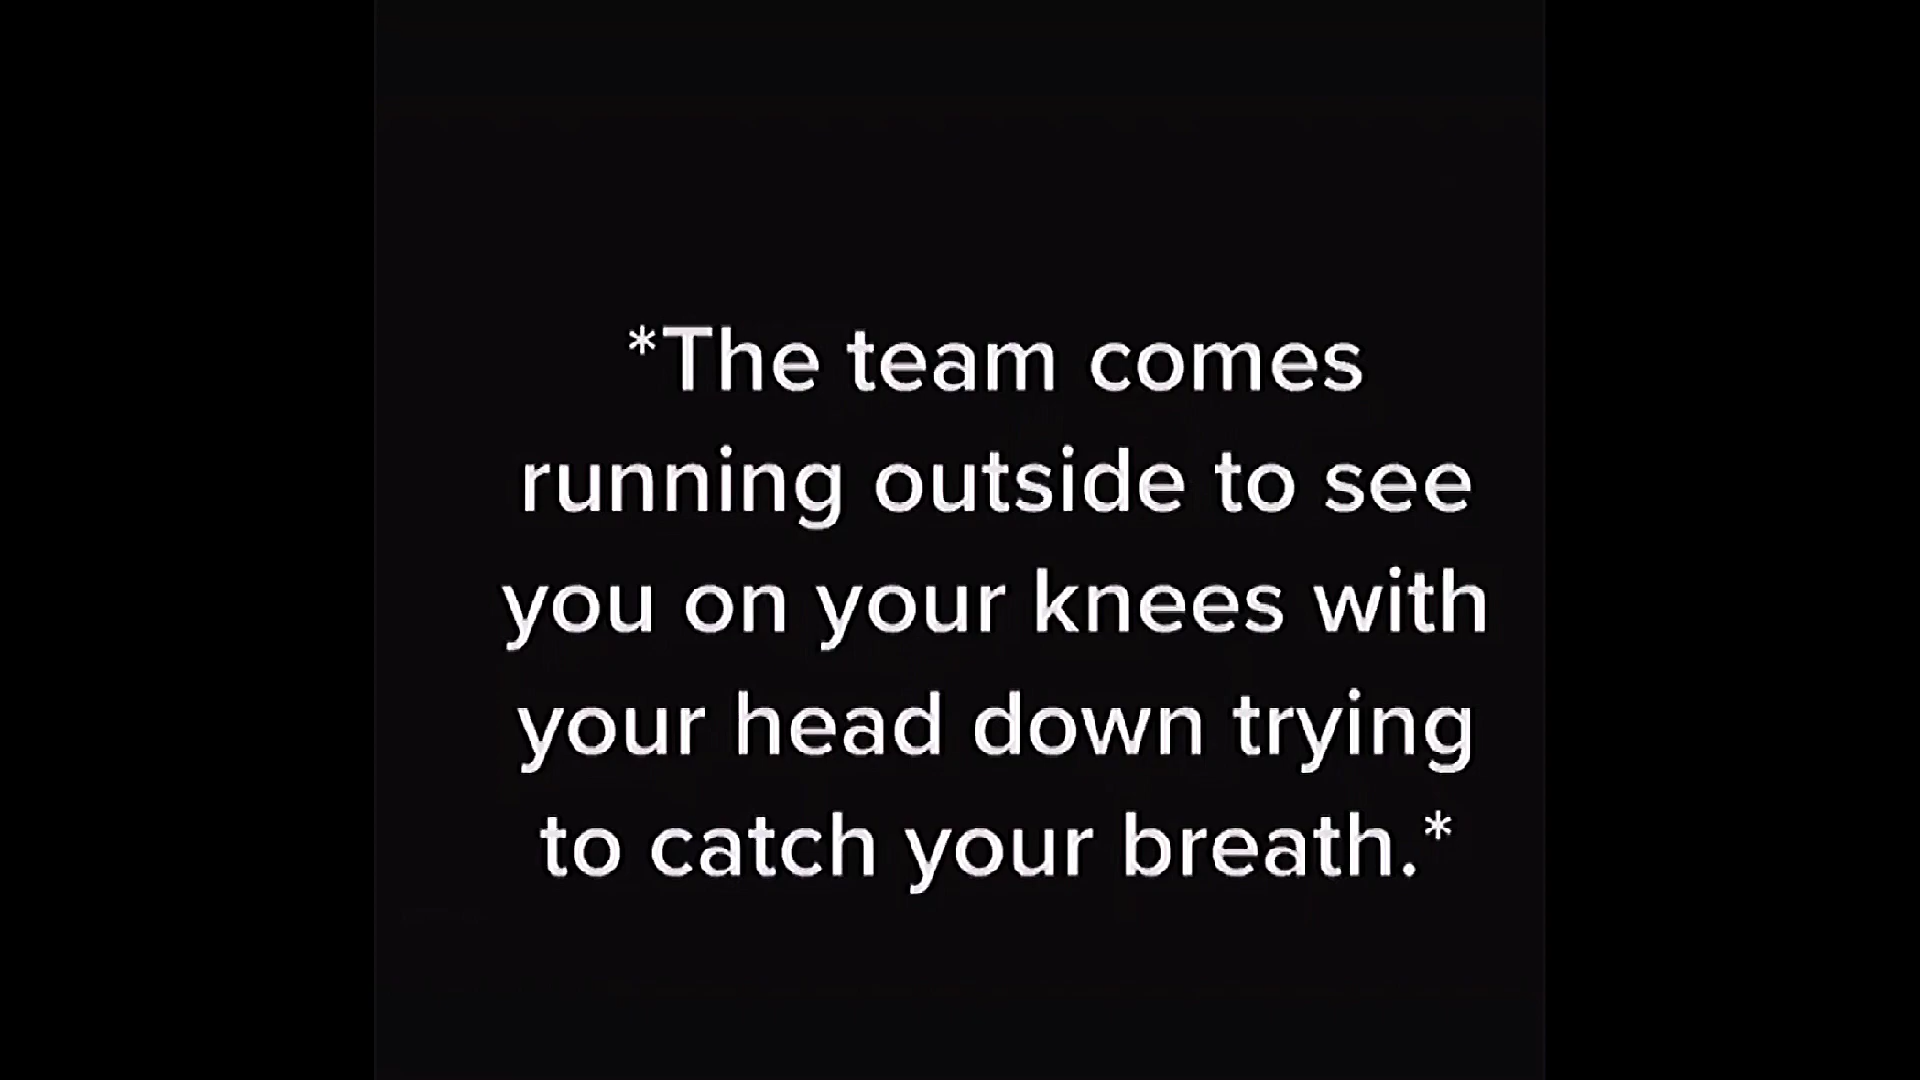 *The team comes
running outside to see
you on your knees with
your head down trying
to catch your breath.*